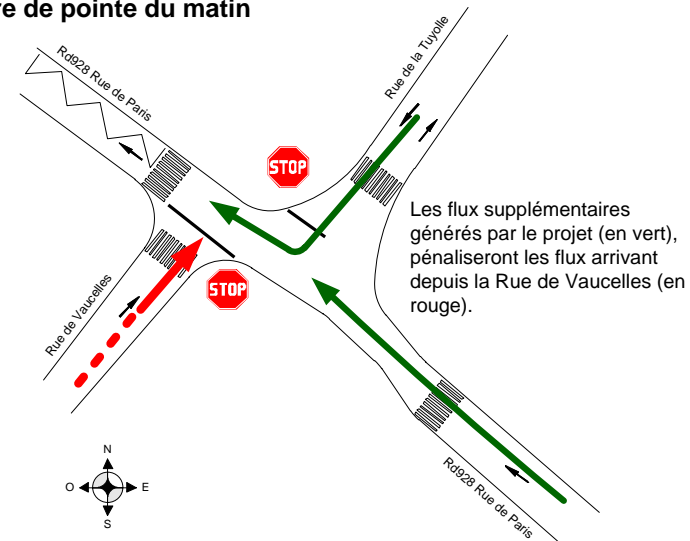 re de pointe du matin
Rd928 Rue de Paris
Rue de la Tuyolle
STOP
Les flux supplémentaires
générés par le projet (en vert),
pénaliseront les flux arrivant
depuis la Rue de Vaucelles (en
rouge).
STOP
Rue de Vaucelles
N
O
E
S
Rd928 Rue de Paris